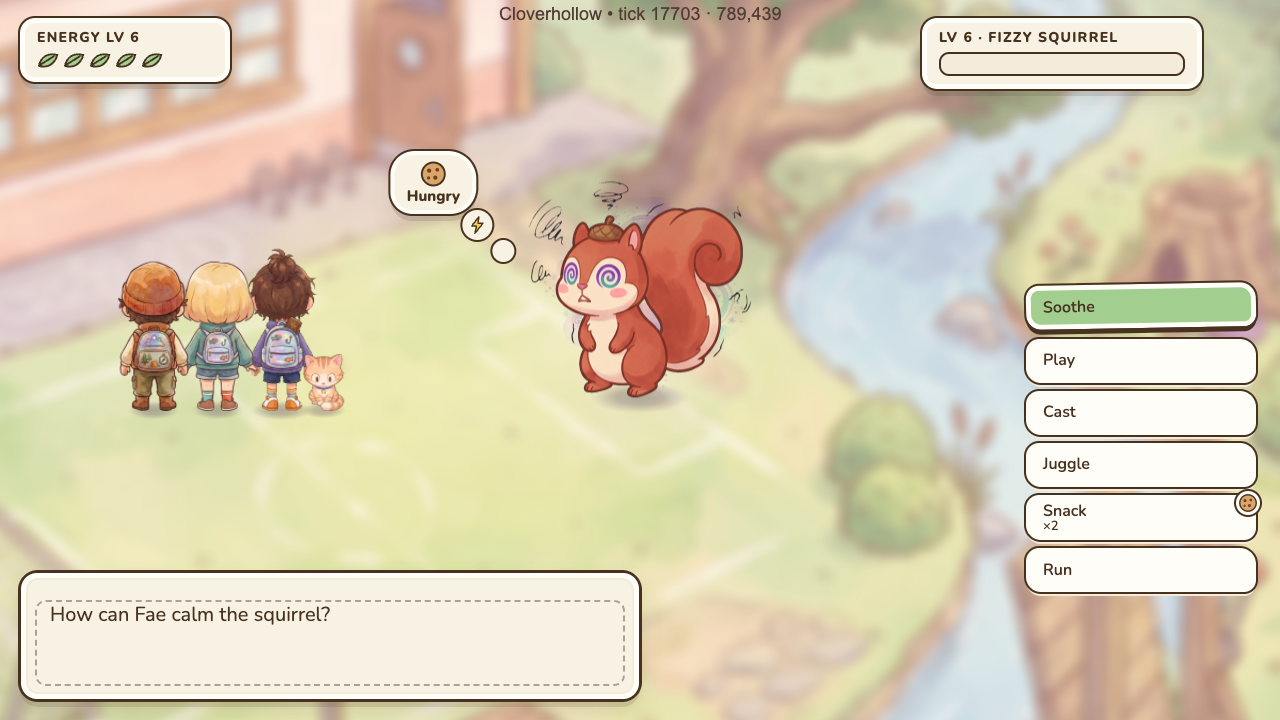 Cloverhollow • tick 17703 · 789,439
ENERGY LV 6
LV 6 · FIZZY SQUIRREL
Hungry
Soothe
Play
Cast
Juggle
Snack
×2
Run
How can Fae calm the squirrel?